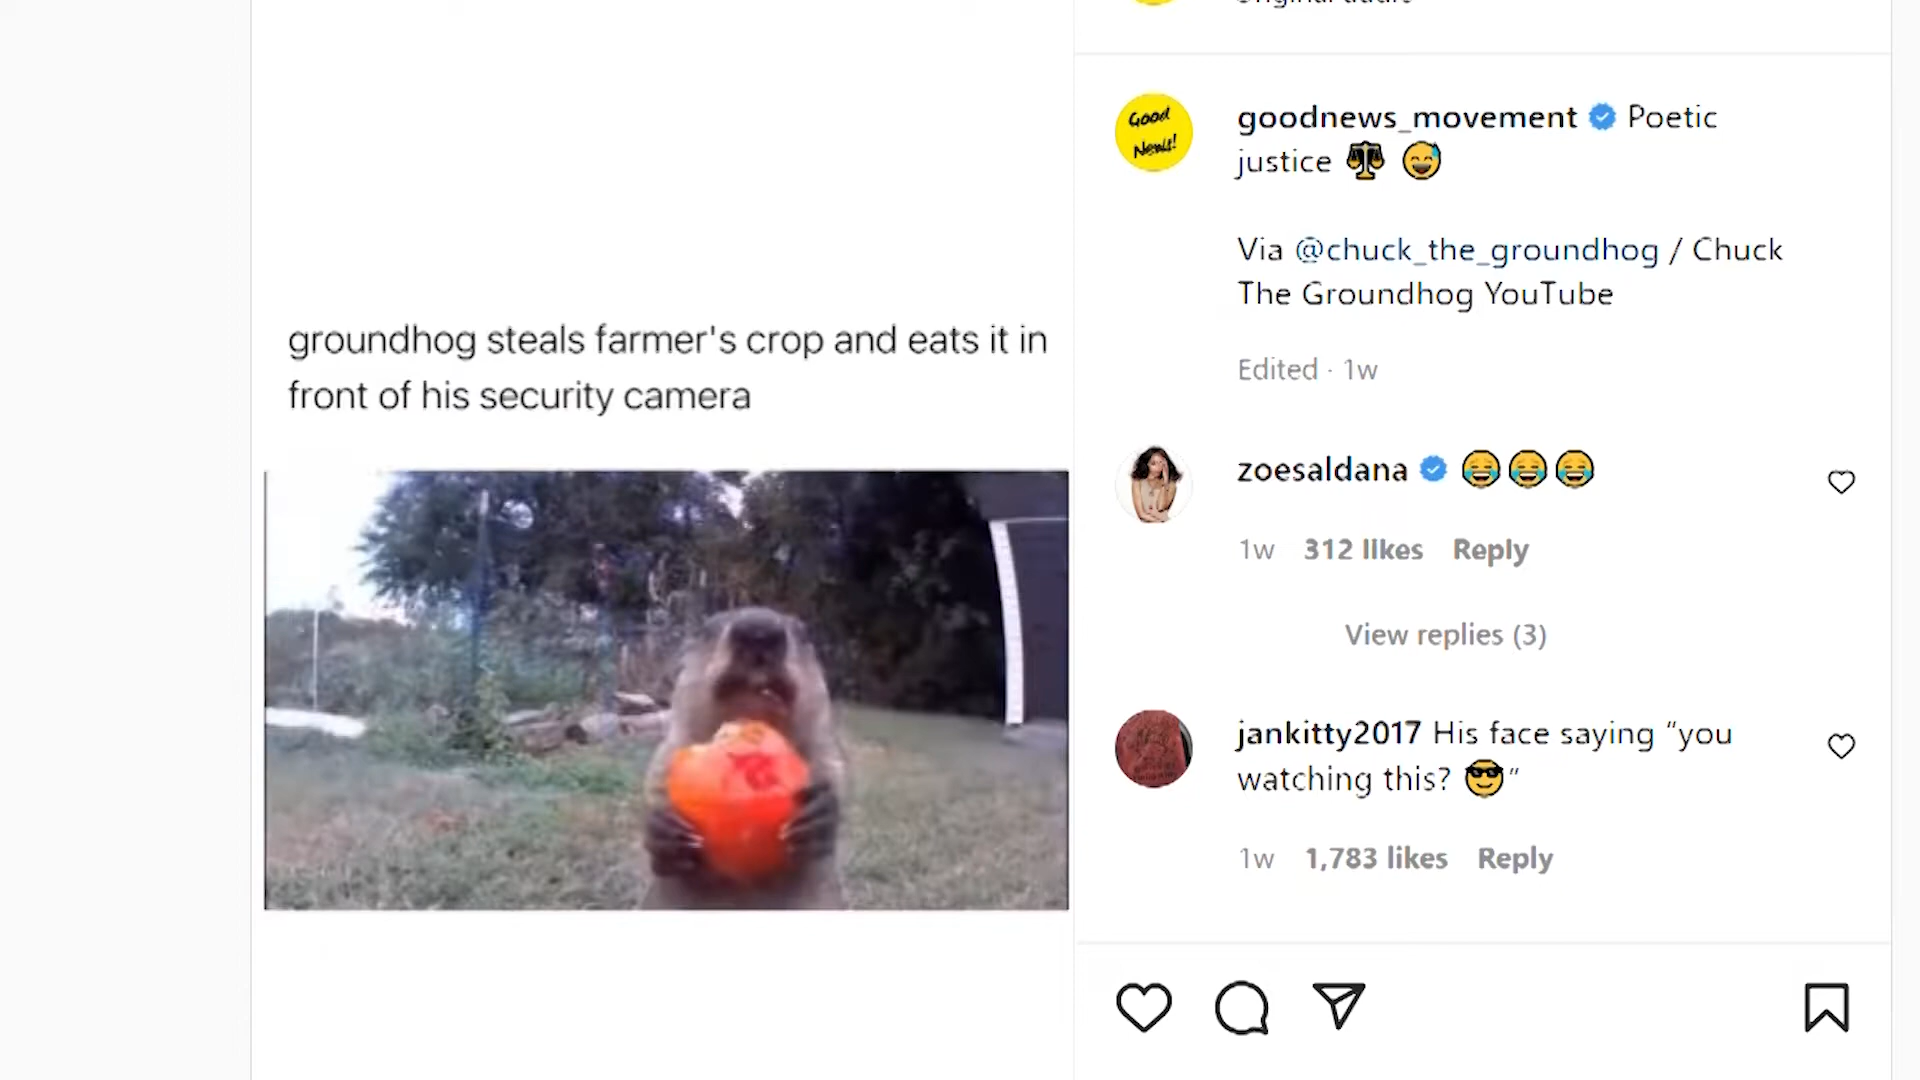 groundhog steals farmer's crop and eats it in
front of his security camera
Good
News!
goodnews_movement Poetic
justice ⚖️ 😅
Via @chuck_the_groundhog / Chuck
The Groundhog YouTube
Edited · 1w
zoesaldana 😂😂😂
1w 312 likes Reply
View replies (3)
jankitty2017 His face saying “you
watching this? 😎”
1w 1,783 likes Reply